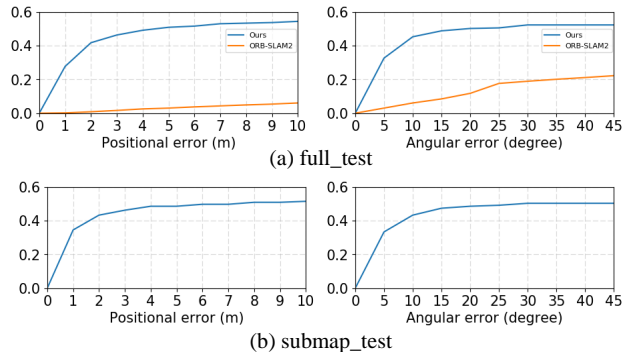 0.6
0.4
0.2
0.0
Ours
ORB-SLAM2
0 1 2 3 4 5 6 7 8 9 10
Positional error (m)
0.6
0.4
0.2
0.0
Ours
ORB-SLAM2
0 5 10 15 20 25 30 35 40 45
Angular error (degree)
(a) full_test
0.6
0.4
0.2
0.0
0 1 2 3 4 5 6 7 8 9 10
Positional error (m)
0.6
0.4
0.2
0.0
0 5 10 15 20 25 30 35 40 45
Angular error (degree)
(b) submap_test